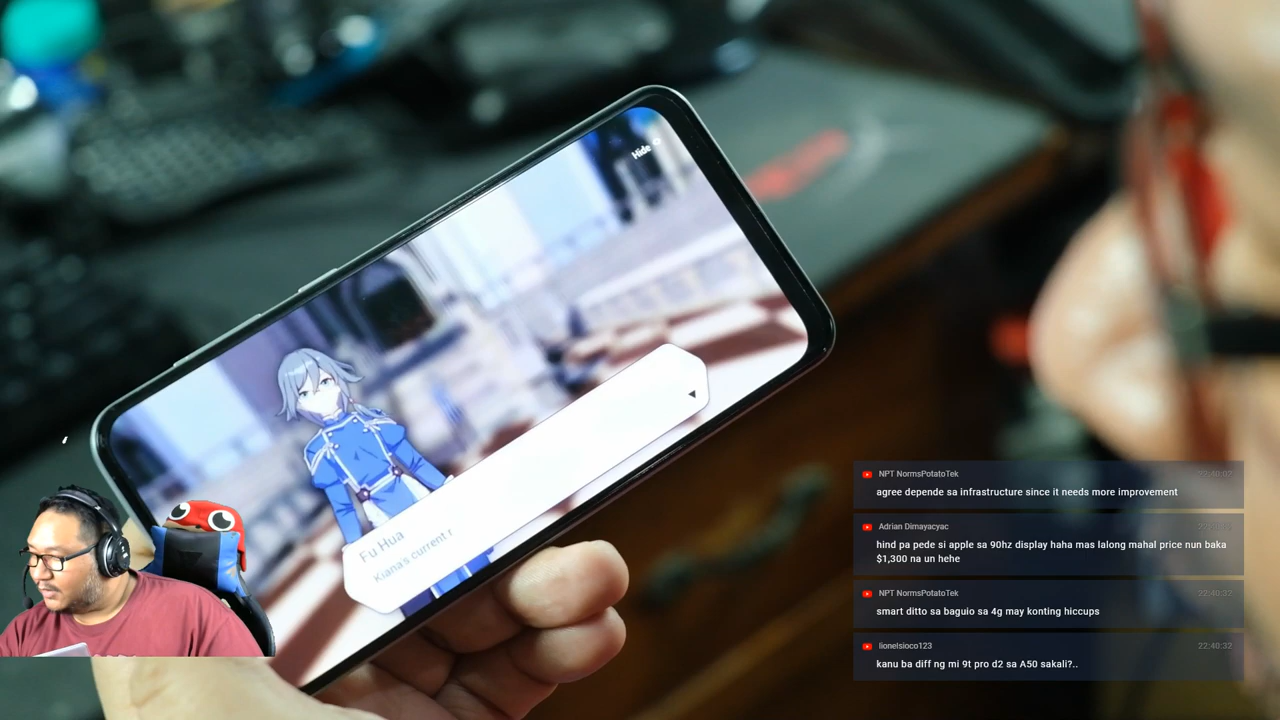 Hide
Fu Hua
Kiana's current r
NPT NormsPotatoTek
22:40:02
agree depende sa infrastructure since it needs more improvement
Adrian Dimayacyac
hind pa pede si apple sa 90hz display haha mas lalong mahal price nun baka
$1,300 na un hehe
NPT NormsPotatoTek
22:40:32
smart ditto sa baguio sa 4g may konting hiccups
lionelsioco123
22:40:32
kanu ba diff ng mi 9t pro d2 sa A50 sakali?..